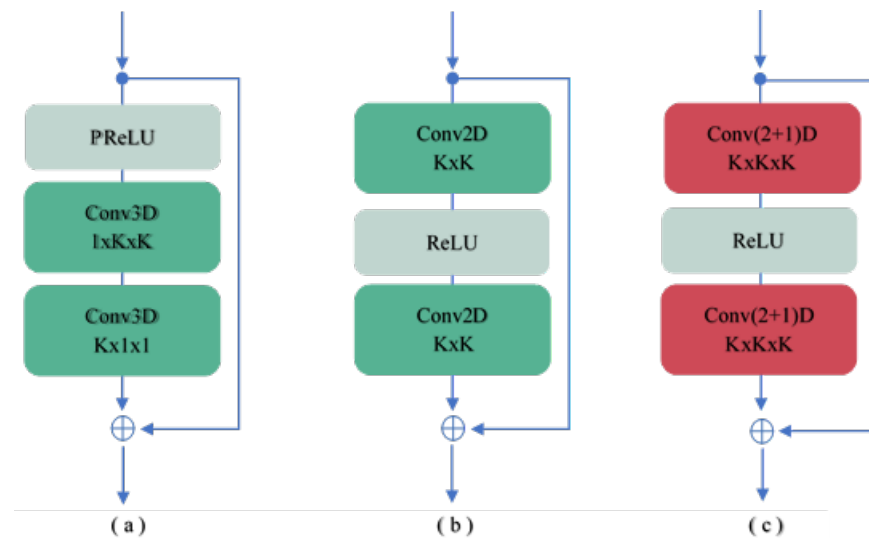 PReLU
Conv3D
1xKxK
Conv3D
Kx1x1
( a )
Conv2D
KxK
ReLU
Conv2D
KxK
( b )
Conv(2+1)D
KxKxK
ReLU
Conv(2+1)D
KxKxK
( c )